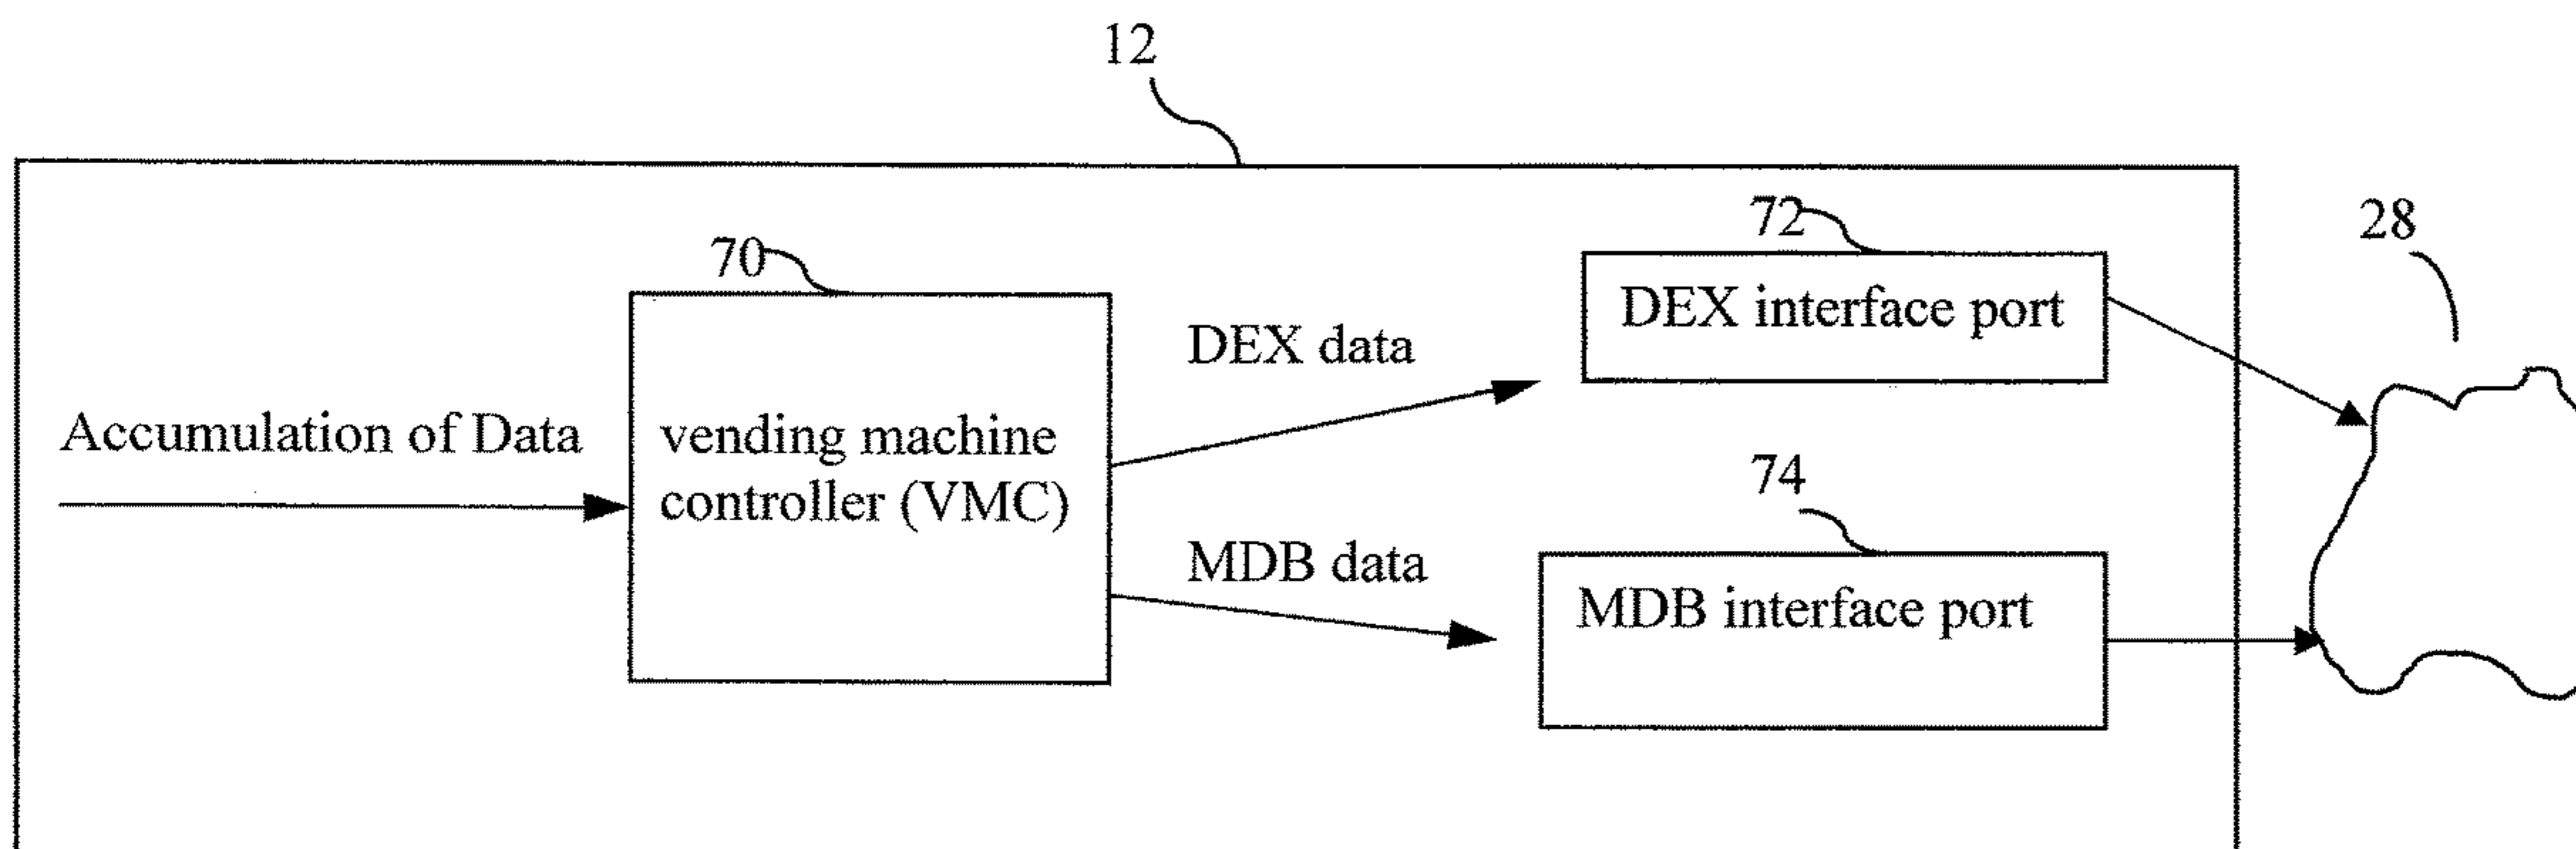 12
72
28
70
DEX interface port
DEX data
Accumulation of Data
vending machine
controller (VMC)
74
MDB data
MDB interface port